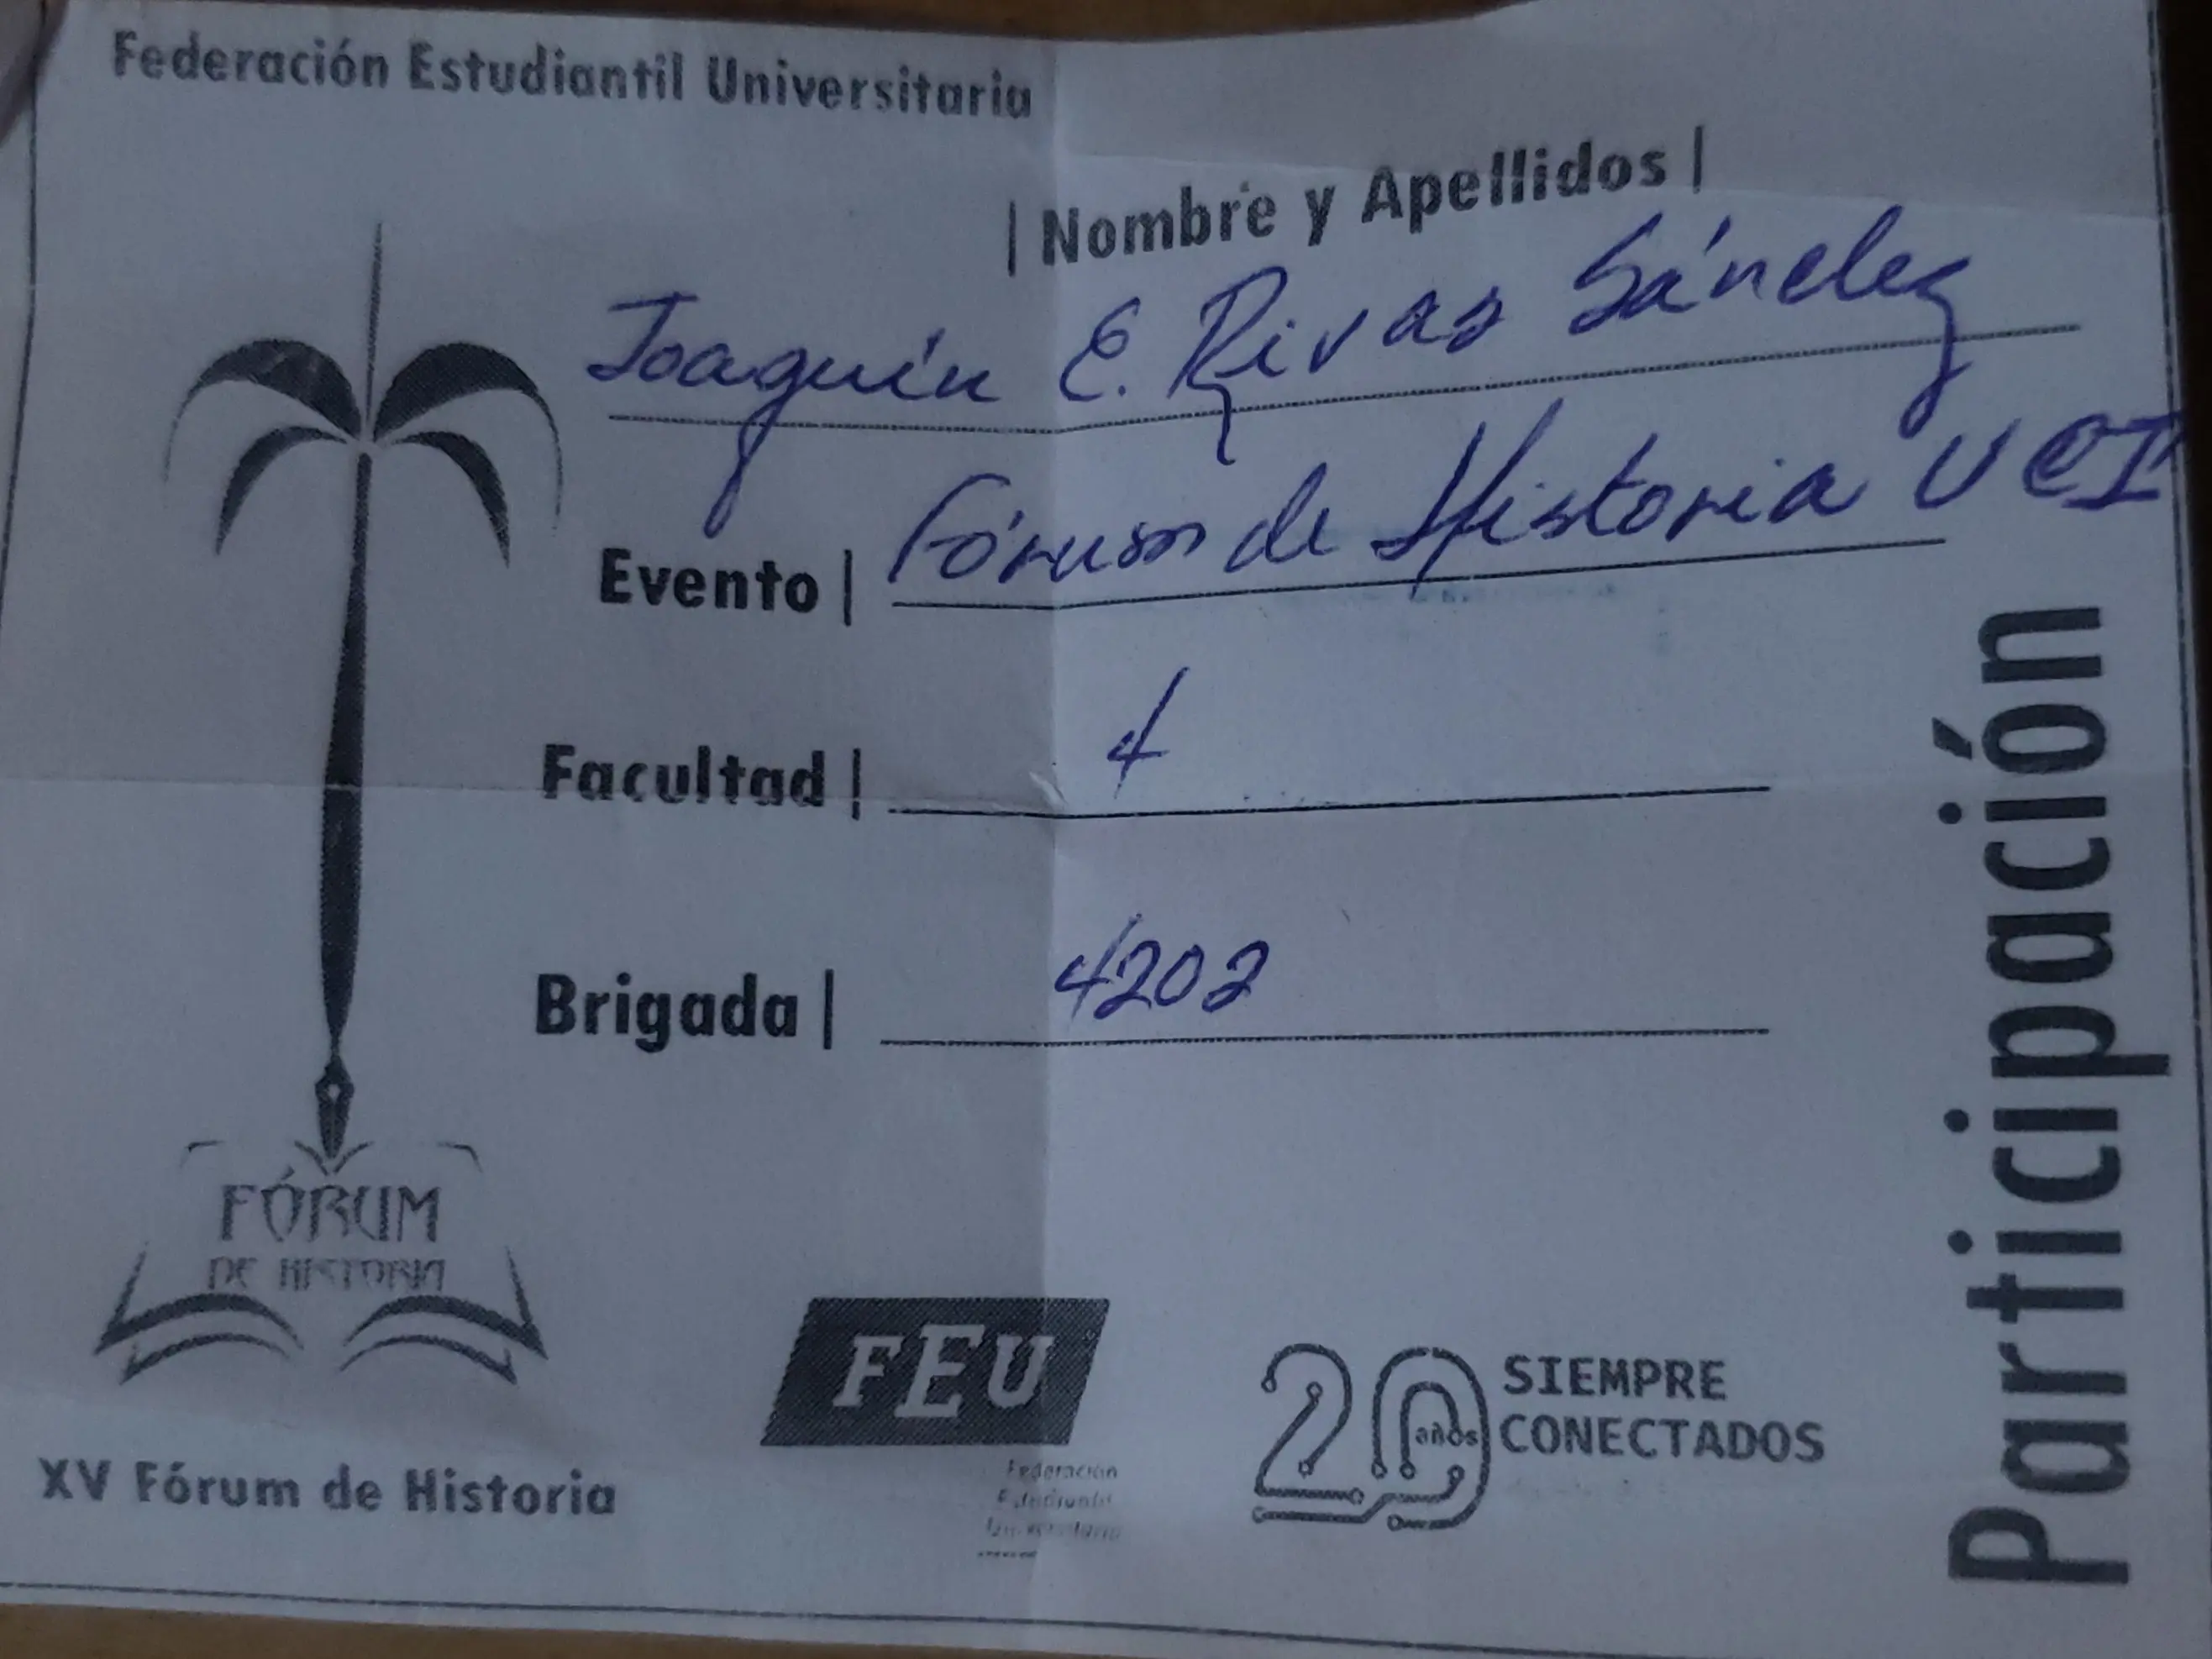 Federación Estudiantil Universitaria
| Nombre y Apellidos |
Joaquín E. Rivas Sánchez
Evento | Fórum de Historia UCI
Facultad | 4
Brigada | 4202
Participación
FÓRUM
DE HISTORIA
XV Fórum de Historia
FEU
Federación
Estudiantil
Universitaria
20 años
SIEMPRE
CONECTADOS